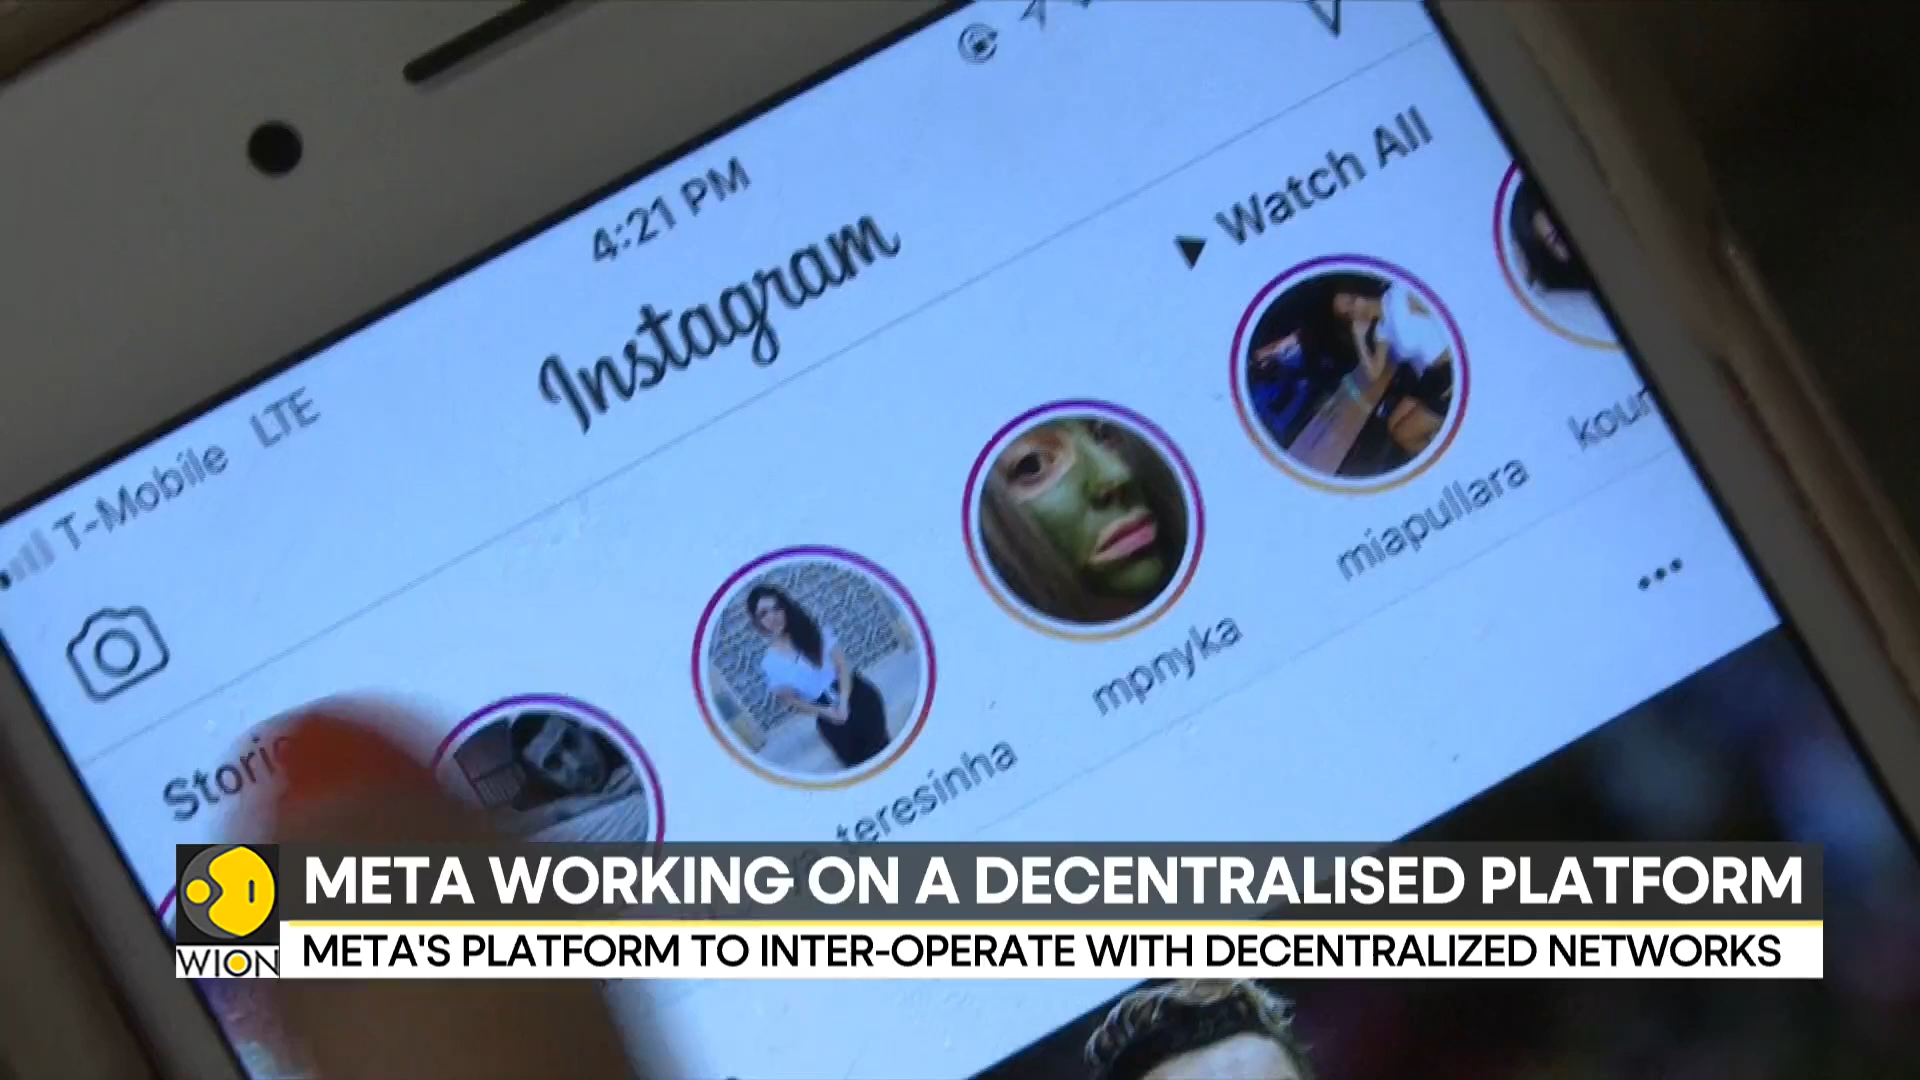 4:21 PM
T-Mobile LTE
Instagram
Watch All
teresinha
mpnyka
miapullara
META WORKING ON A DECENTRALISED PLATFORM
META'S PLATFORM TO INTER-OPERATE WITH DECENTRALIZED NETWORKS
WION